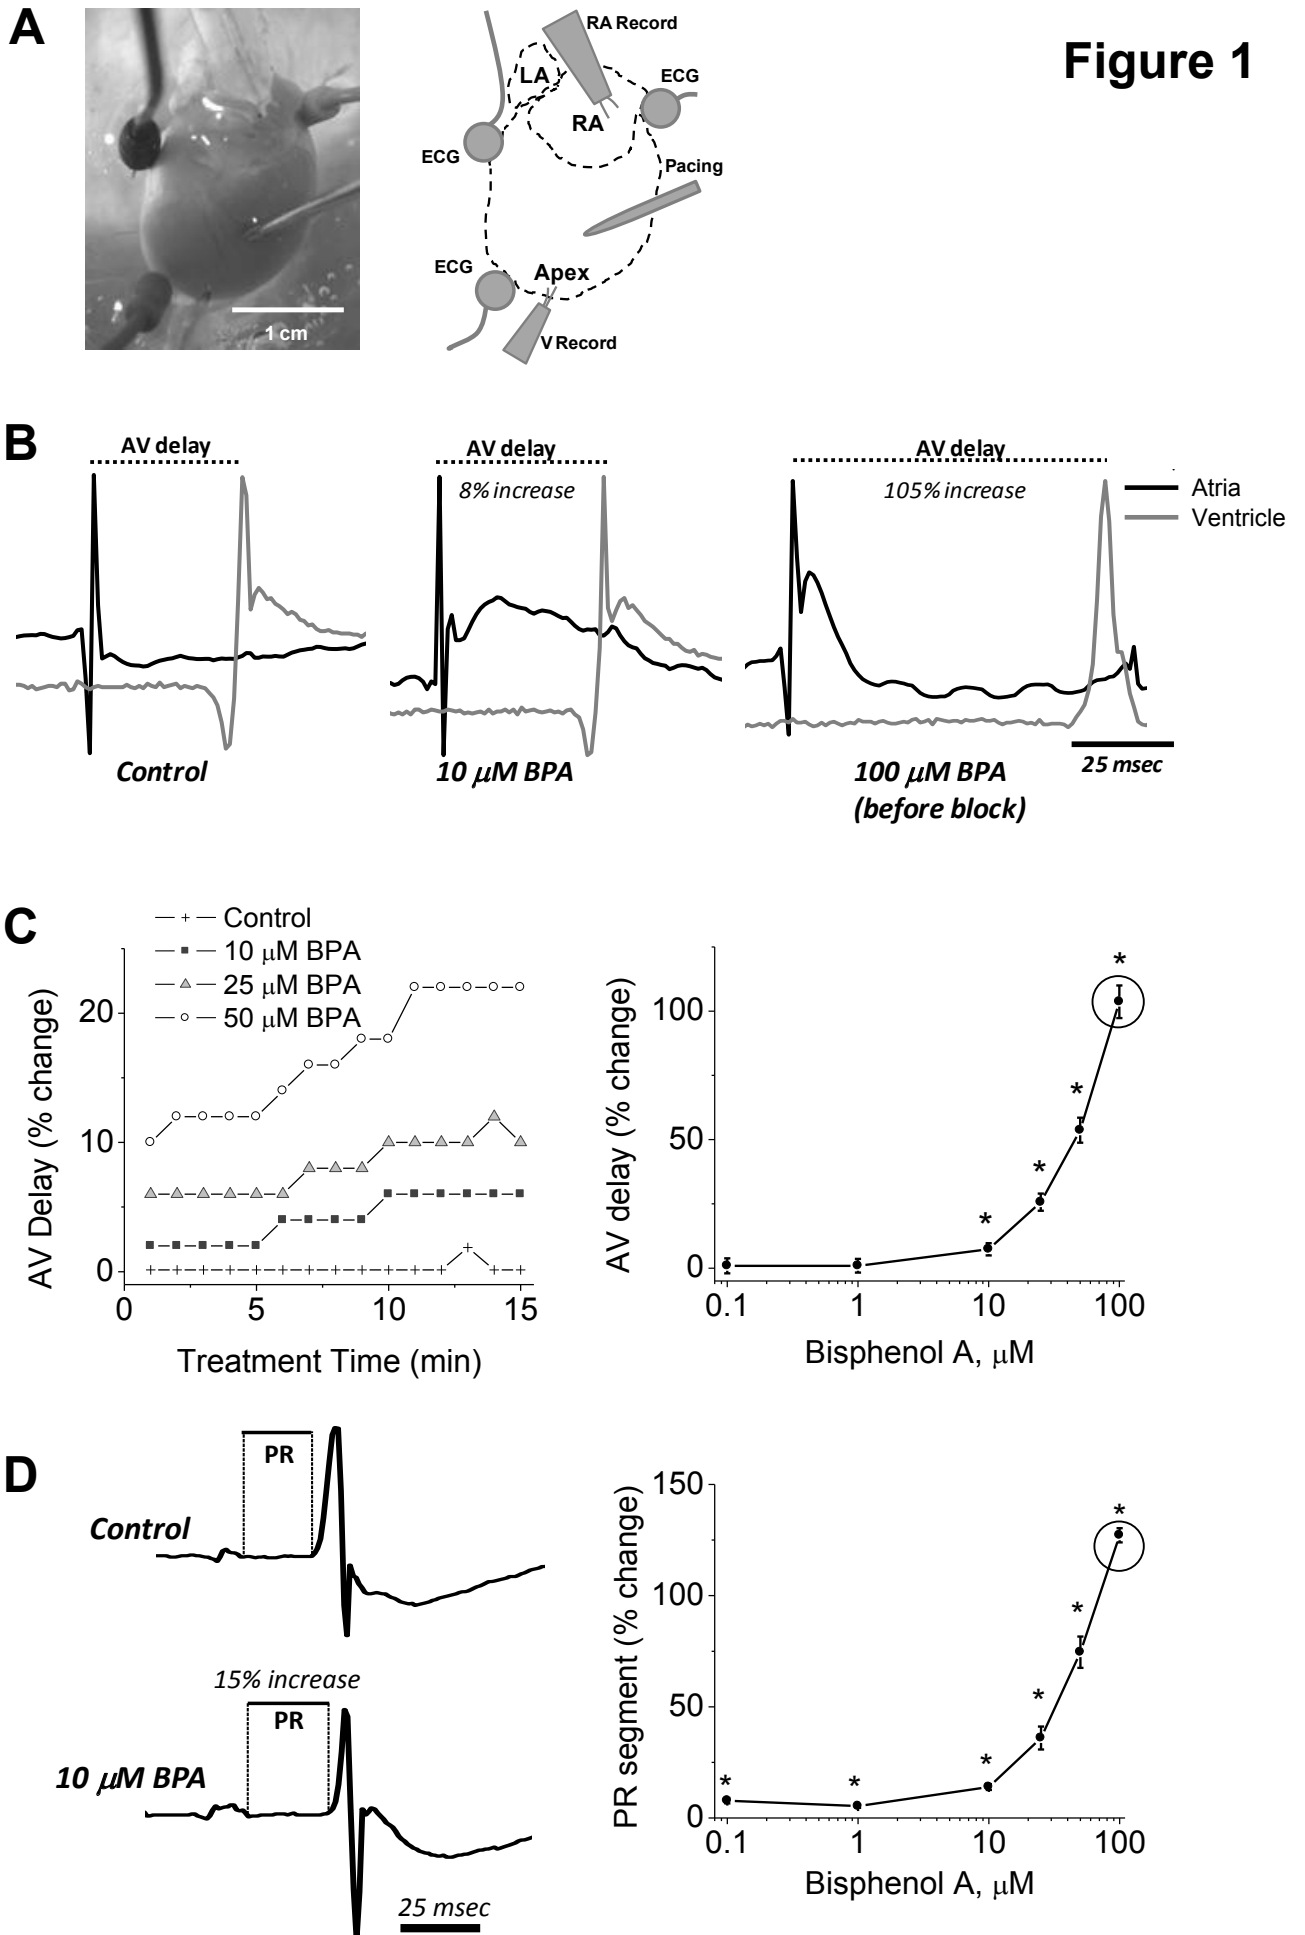 A
Figure 1
1 cm
RA Record
LA
ECG
RA
ECG
Pacing
ECG
Apex
V Record
B
AV delay
AV delay
8% increase
AV delay
105% increase
Atria
Ventricle
Control
10 µM BPA
100 µM BPA
(before block)
25 msec
C
Control
10 µM BPA
25 µM BPA
50 µM BPA
AV Delay (% change)
20
10
0
0
5
10
15
Treatment Time (min)
AV delay (% change)
100
50
0
*
*
*
*
0.1
1
10
100
Bisphenol A, µM
D
PR
Control
15% increase
PR
10 µM BPA
25 msec
PR segment (% change)
150
100
50
0
*
*
*
*
*
*
0.1
1
10
100
Bisphenol A, µM